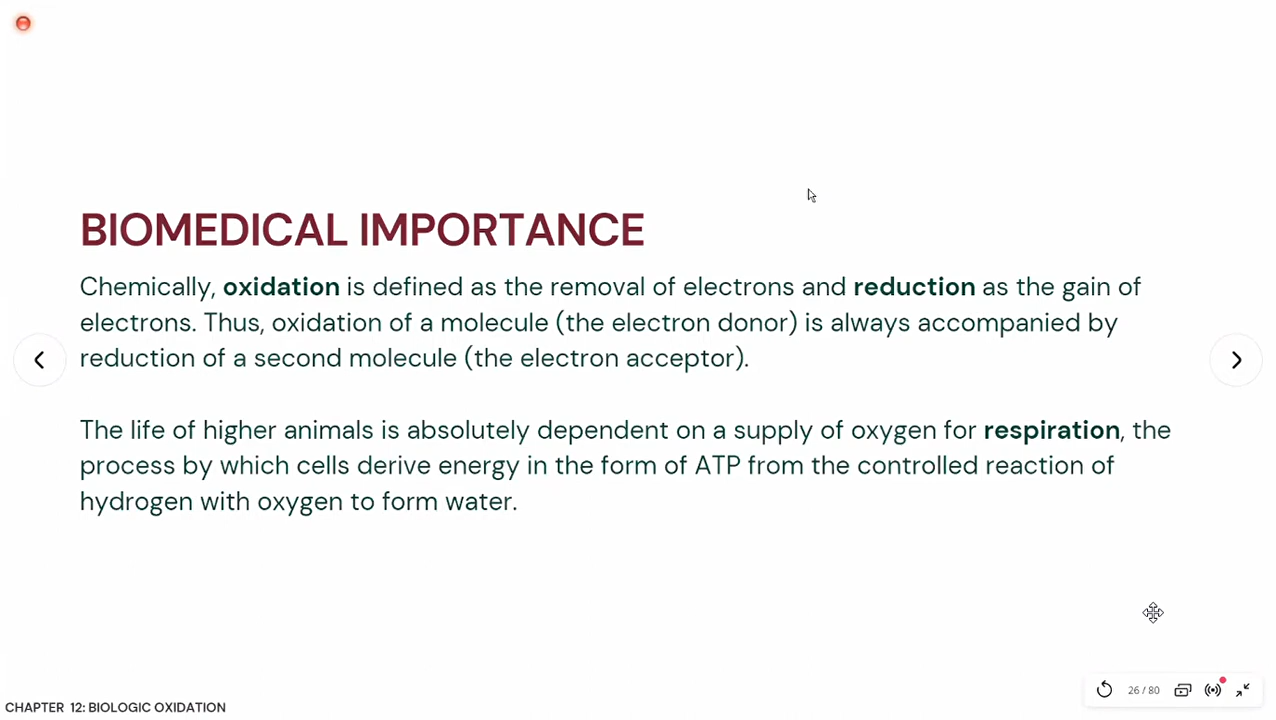 BIOMEDICAL IMPORTANCE
Chemically, oxidation is defined as the removal of electrons and reduction as the gain of
electrons. Thus, oxidation of a molecule (the electron donor) is always accompanied by
reduction of a second molecule (the electron acceptor).
The life of higher animals is absolutely dependent on a supply of oxygen for respiration, the
process by which cells derive energy in the form of ATP from the controlled reaction of
hydrogen with oxygen to form water.
26 / 80
CHAPTER 12: BIOLOGIC OXIDATION